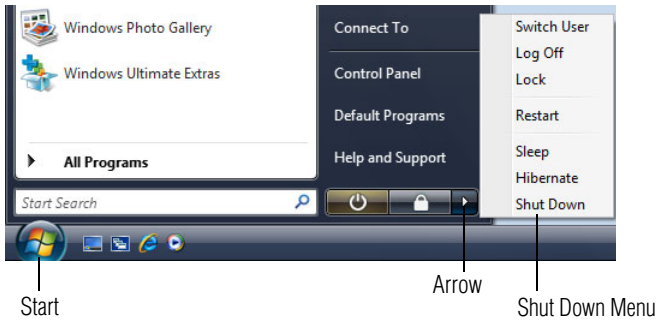 Windows Photo Gallery
Windows Ultimate Extras
All Programs
Start Search
Connect To
Control Panel
Default Programs
Help and Support
Switch User
Log Off
Lock
Restart
Sleep
Hibernate
Shut Down
Start
Arrow
Shut Down Menu